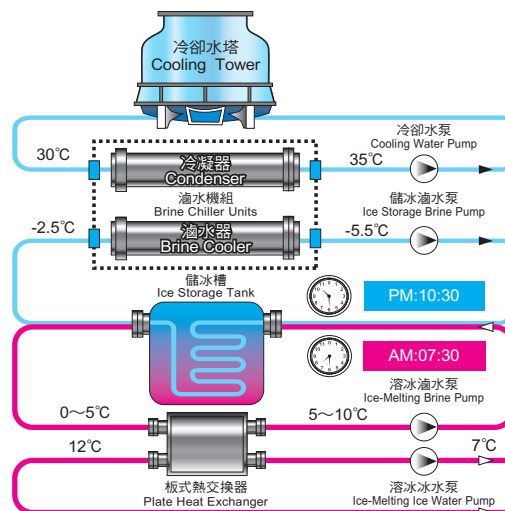 冷卻水塔
Cooling Tower
冷卻水泵
Cooling Water Pump
30℃
冷凝器
Condenser
35℃
滷水機組
Brine Chiller Units
儲冰滷水泵
Ice Storage Brine Pump
-2.5℃
滷水器
Brine Cooler
-5.5℃
儲冰槽
Ice Storage Tank
PM:10:30
AM:07:30
溶冰滷水泵
Ice-Melting Brine Pump
0～5℃
5～10℃
12℃
7℃
板式熱交換器
Plate Heat Exchanger
溶冰冰水泵
Ice-Melting Ice Water Pump